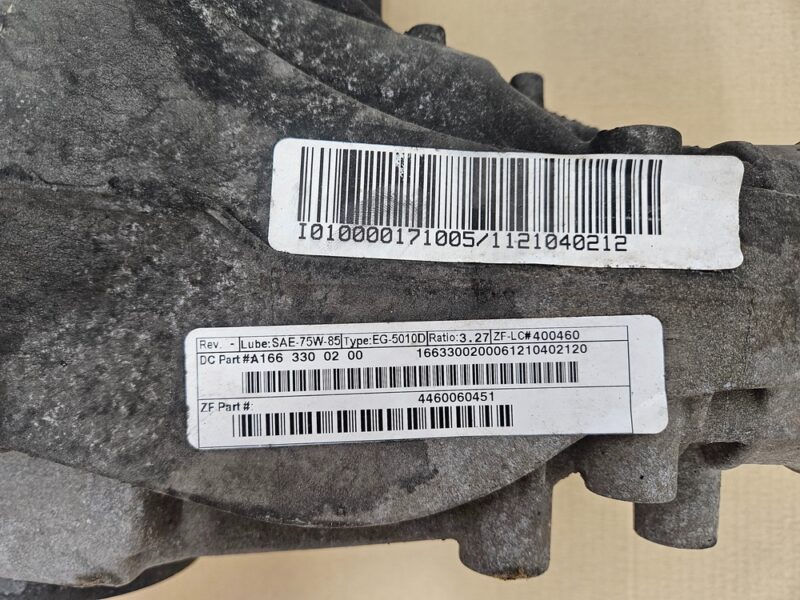 I010000171005/1121040212
Rev. - Lube:SAE-75W-85 Type:EG-5010D Ratio:3.27 ZF-LC#400460
DC Part #A166 330 02 00 1663300200061210402120
ZF Part #: 4460060451